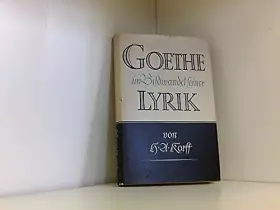 GOETHE
im Bildwandel seiner
LYRIK
von
H. A. Korff